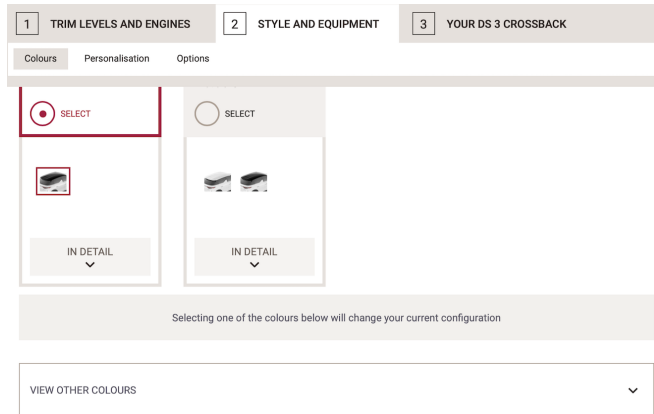 1 TRIM LEVELS AND ENGINES
2 STYLE AND EQUIPMENT
3 YOUR DS 3 CROSSBACK
Colours Personalisation Options
SELECT
SELECT
IN DETAIL
IN DETAIL
Selecting one of the colours below will change your current configuration
VIEW OTHER COLOURS